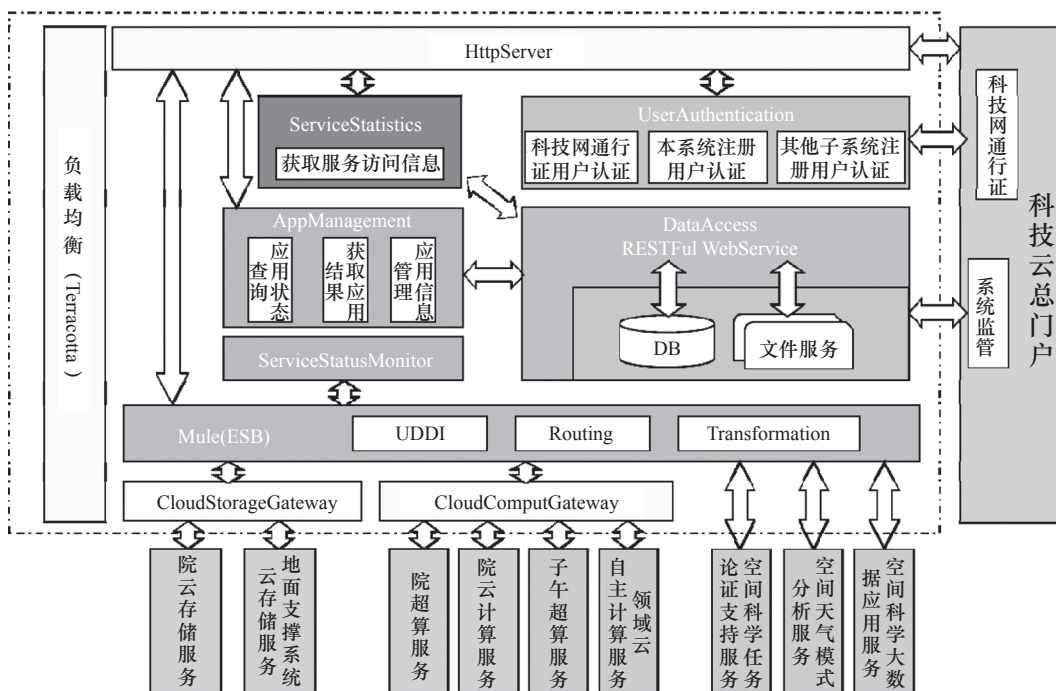 HttpServer
负载均衡(Terracotta)
ServiceStatistics
获取服务访问信息
UserAuthentication
科技网通行
证用户认证
本系统注册
用户认证
其他子系统注
册用户认证
科技网通行证
科技云总门户
AppManagement
应用状态
查询
获取应用
结果
应用信息
管理
DataAccess
RESTFul WebService
DB
文件服务
系统监管
ServiceStatusMonitor
Mule(ESB)
UDDI
Routing
Transformation
CloudStorageGateway
CloudComputGateway
院云存储服务
地面支撑系统
云存储服务
院超算服务
院云计算服务
子午超算服务
领域云
自主计算服务
空间科学任务
论证支持服务
空间天气模式
分析服务
空间科学大数
据应用服务